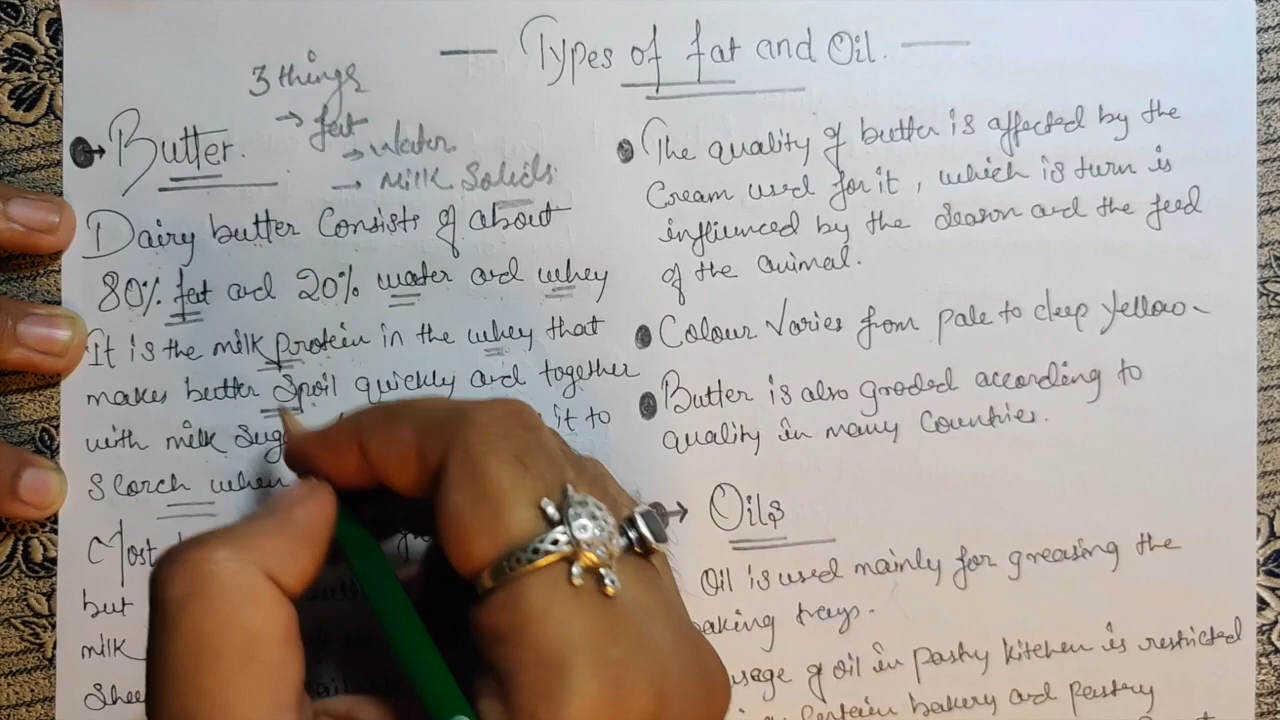 Types of fat and Oil.
3 things
→ fat
→ Water
→ Milk Solids
Butter.
Dairy butter Consists of about
80% fat and 20% water and whey
It is the milk protein in the whey that
makes butter Spoil quickly and together
with milk it to
Scorch when
Most
but
milk
The quality of butter is affected by the
Cream used for it, which is turn is
influenced by the Season and the feed
of the animal.
Colour Varies from pale to deep yellow
Butter is also graded according to
quality in many Countries.
Oils
Oil is used mainly for greasing the
trays.
of oil in pastry kitchen is restricted
bakery and pastry